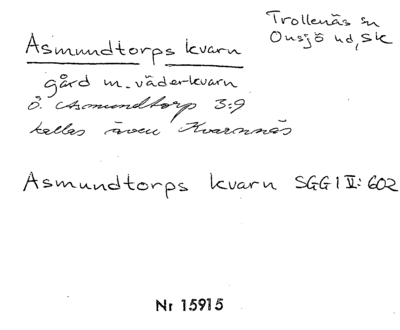 Trollenäs sn
Onsjö hd, Sk
Asmundtorps kvarn
gård m. väderkvarn
Ö. Asmundtorp 3:9
kallas även Kvarnnäs
Asmundtorps kvarn SGG I V: 602
Nr 15915